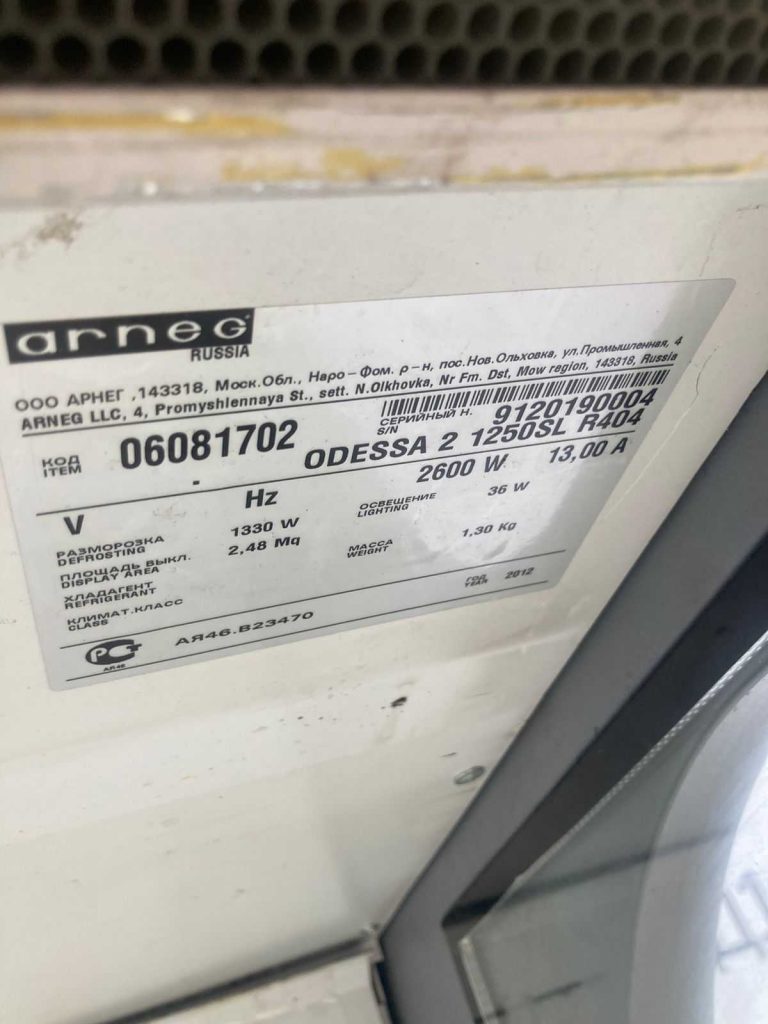 arneg
RUSSIA
ООО АРНЕГ ,143318, Моск.Обл., Наро-Фом. р-н, пос.Нов.Ольховка, ул.Промышленная, 4
ARNEG LLC, 4, Promyshlennaya St., sett. N.Olkhovka, Nr Fm. Dst, Mow region, 143318, Russia
КОД
ITEM
06081702
СЕРИЙНЫЙ Н.
S/N
9120190004
-
ODESSA 2 1250SL R404
V
Hz
2600 W
13,00 A
РАЗМОРОЗКА
DEFROSTING
1330 W
ОСВЕЩЕНИЕ
LIGHTING
36 W
ПЛОЩАДЬ ВЫКЛ.
DISPLAY AREA
2,48 Mq
МАССА
WEIGHT
1,30 Kg
ХЛАДАГЕНТ
REFRIGERANT
КЛИМАТ.КЛАСС
CLASS
ГОД
YEAR
2012
РСТ
АЯ46
АЯ46.В23470